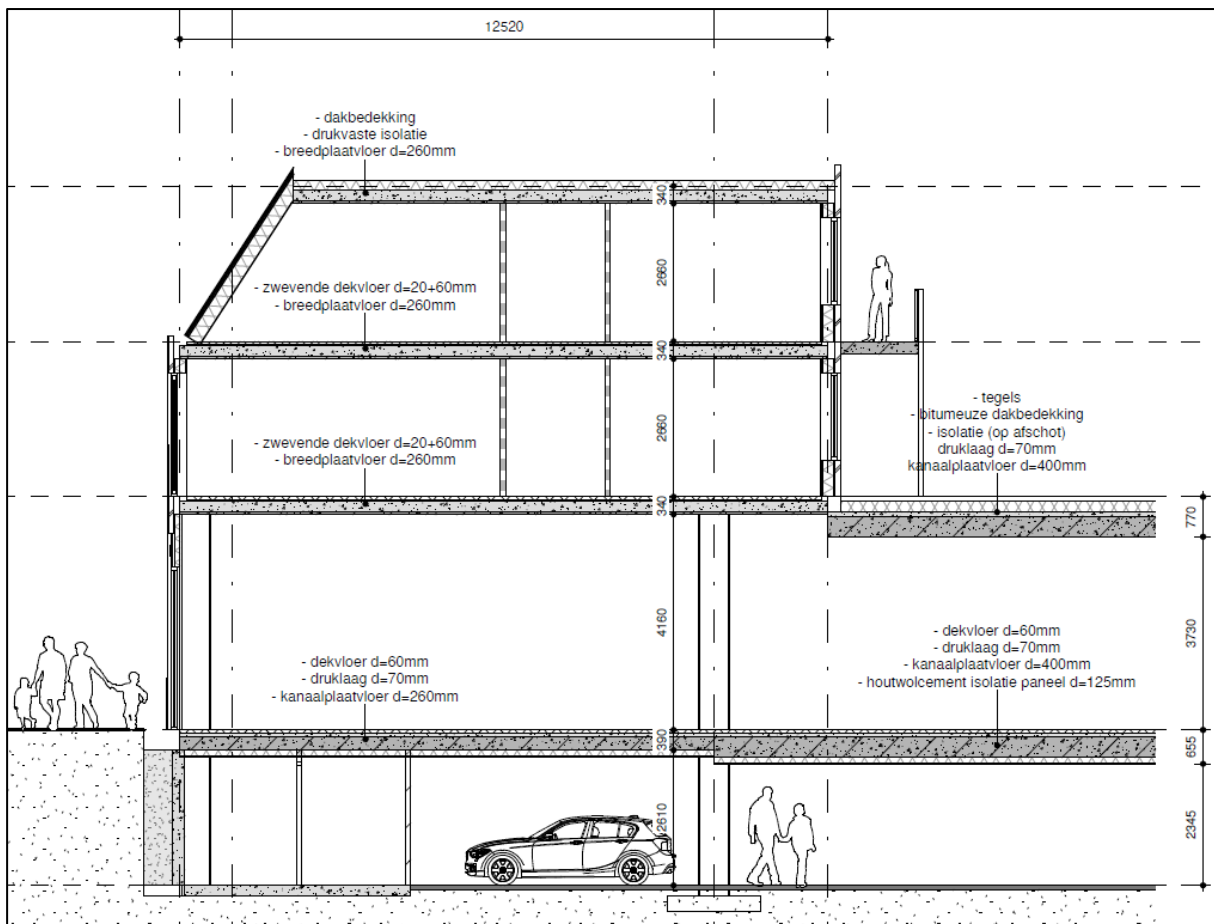 12520
- dakbedekking
- drukvaste isolatie
- breedplaatvloer d=260mm
340
2660
- zwevende dekvloer d=20+60mm
- breedplaatvloer d=260mm
340
2660
- tegels
- bitumeuze dakbedekking
- isolatie (op afschot)
druklaag d=70mm
kanaalplaatvloer d=400mm
- zwevende dekvloer d=20+60mm
- breedplaatvloer d=260mm
340
770
4160
3730
- dekvloer d=60mm
- druklaag d=70mm
- kanaalplaatvloer d=260mm
- dekvloer d=60mm
- druklaag d=70mm
- kanaalplaatvloer d=400mm
- houtwolcement isolatie paneel d=125mm
390
655
2610
2345